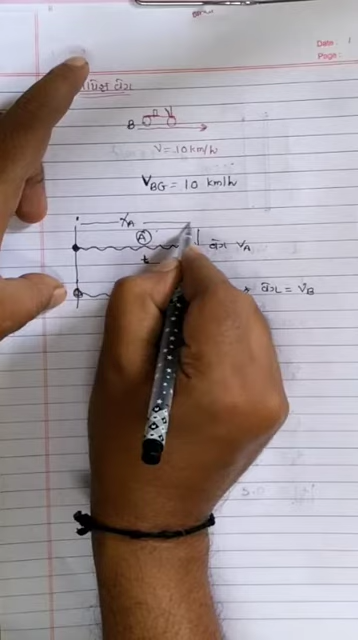 Date :
Page :
વેગ
B
V = 10 km/h
VBG = 10 km/h
xA
A
વેગ VA
t
વેગ = VB